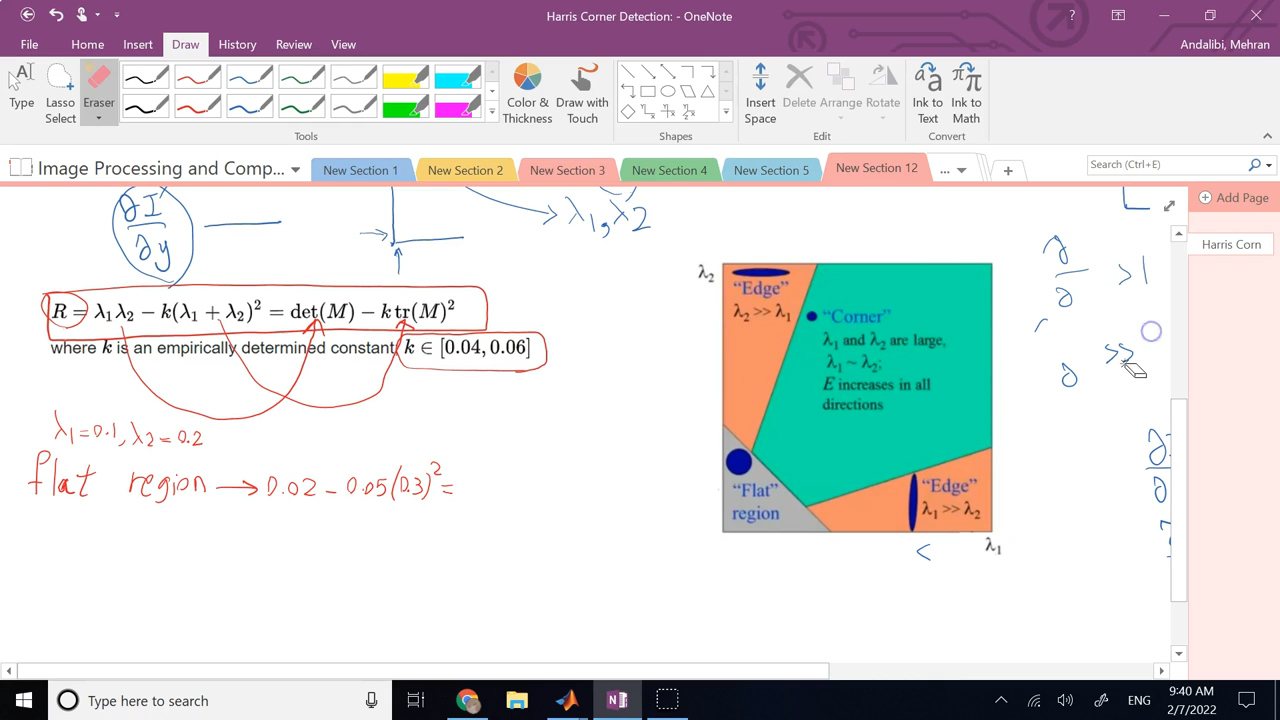 Harris Corner Detection: - OneNote
Andalibi, Mehran
File Home Insert Draw History Review View
Type Lasso Select Eraser Color & Thickness Draw with Touch Insert Space Delete Arrange Rotate Ink to Text Ink to Math
Tools Shapes Edit Convert
Image Processing and Comp... New Section 1 New Section 2 New Section 3 New Section 4 New Section 5 New Section 12 ... Search (Ctrl+E)
Add Page
Harris Corn
∂I
∂y
λ1, λ2
R = λ1λ2 − k(λ1 + λ2)² = det(M) − k tr(M)²
where k is an empirically determined constant k ∈ [0.04, 0.06]
λ1=0.1, λ2=0.2
flat region → 0.02 - 0.05(0.3)² =
λ2
"Edge"
λ2 >> λ1
"Corner"
λ1 and λ2 are large,
λ1 ~ λ2;
E increases in all
directions
"Flat"
region
"Edge"
λ1 >> λ2
λ1
<
∂
∂
>1
>>
∂
Type here to search
ENG
9:40 AM
2/7/2022